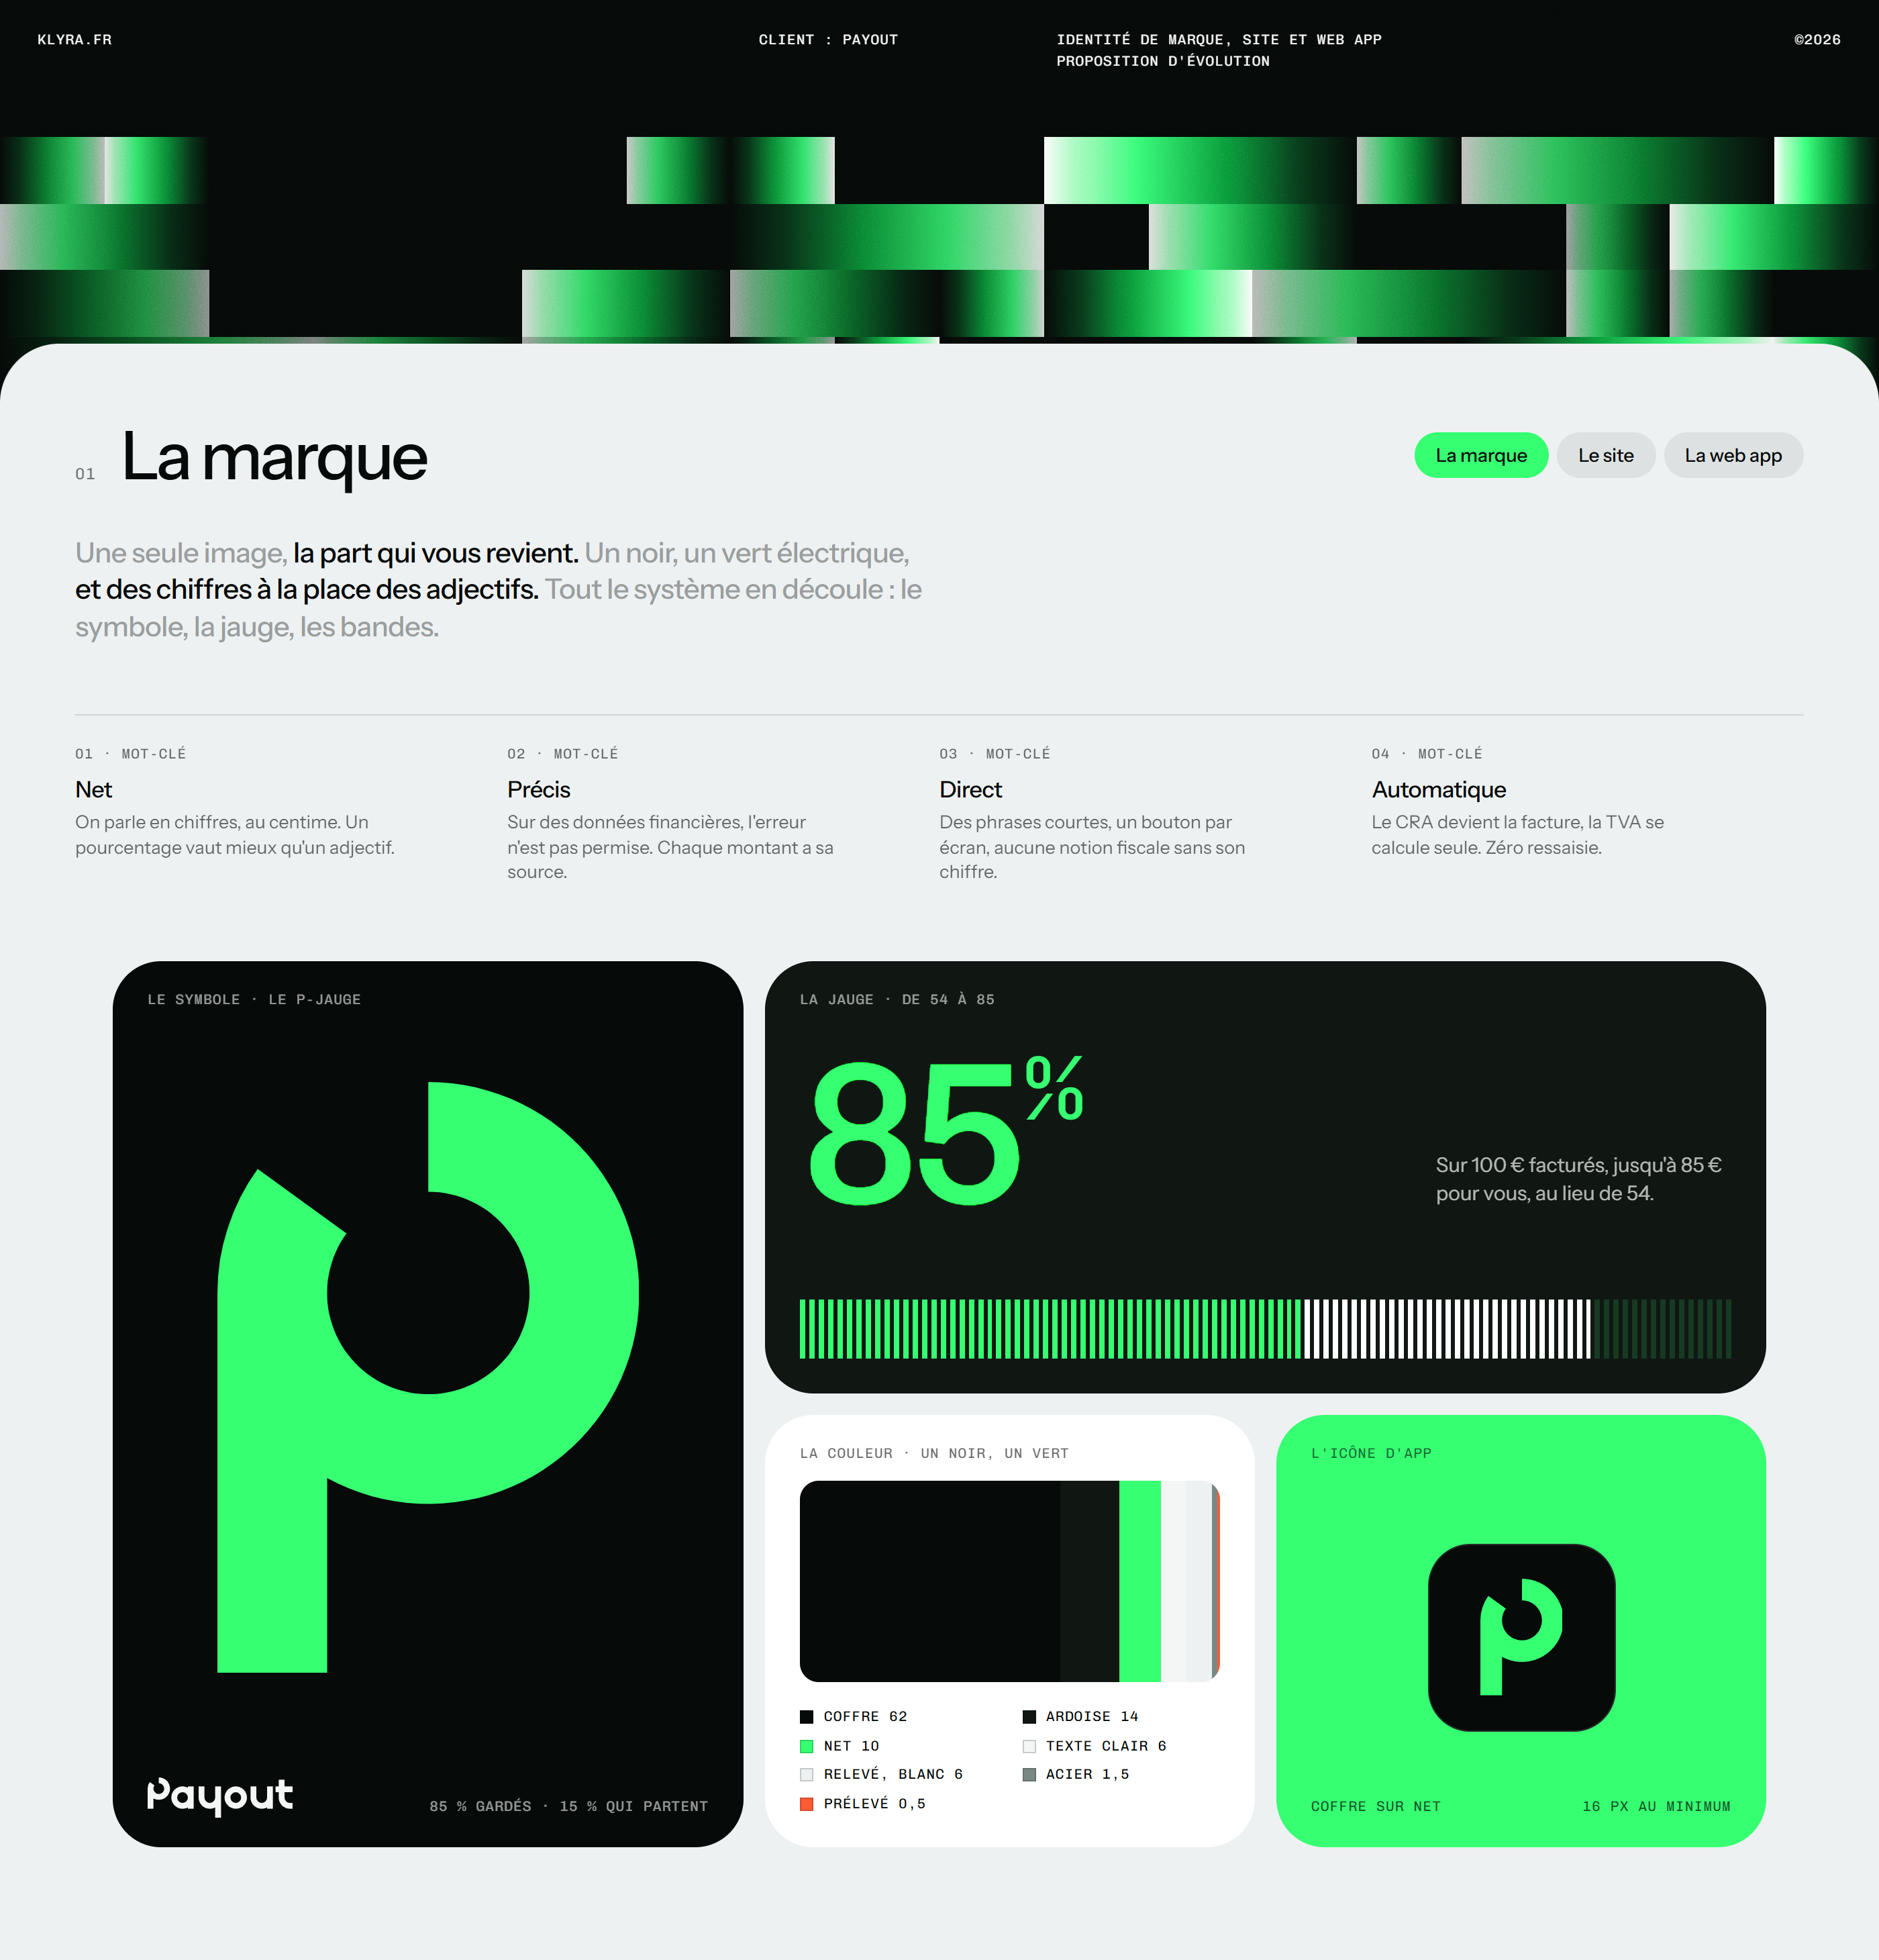 KLYRA.FR
CLIENT : PAYOUT
IDENTITÉ DE MARQUE, SITE ET WEB APP
PROPOSITION D'ÉVOLUTION
©2026
01
La marque
La marque
Le site
La web app
Une seule image, la part qui vous revient. Un noir, un vert électrique,
et des chiffres à la place des adjectifs. Tout le système en découle : le
symbole, la jauge, les bandes.
01 · MOT-CLÉ
Net
On parle en chiffres, au centime. Un
pourcentage vaut mieux qu'un adjectif.
02 · MOT-CLÉ
Précis
Sur des données financières, l'erreur
n'est pas permise. Chaque montant a sa
source.
03 · MOT-CLÉ
Direct
Des phrases courtes, un bouton par
écran, aucune notion fiscale sans son
chiffre.
04 · MOT-CLÉ
Automatique
Le CRA devient la facture, la TVA se
calcule seule. Zéro ressaisie.
LE SYMBOLE · LE P-JAUGE
Payout
85 % GARDÉS · 15 % QUI PARTENT
LA JAUGE · DE 54 À 85
85%
Sur 100 € facturés, jusqu'à 85 €
pour vous, au lieu de 54.
LA COULEUR · UN NOIR, UN VERT
COFFRE 62
ARDOISE 14
NET 10
TEXTE CLAIR 6
RELEVÉ, BLANC 6
ACIER 1,5
PRÉLEVÉ 0,5
L'ICÔNE D'APP
COFFRE SUR NET
16 PX AU MINIMUM